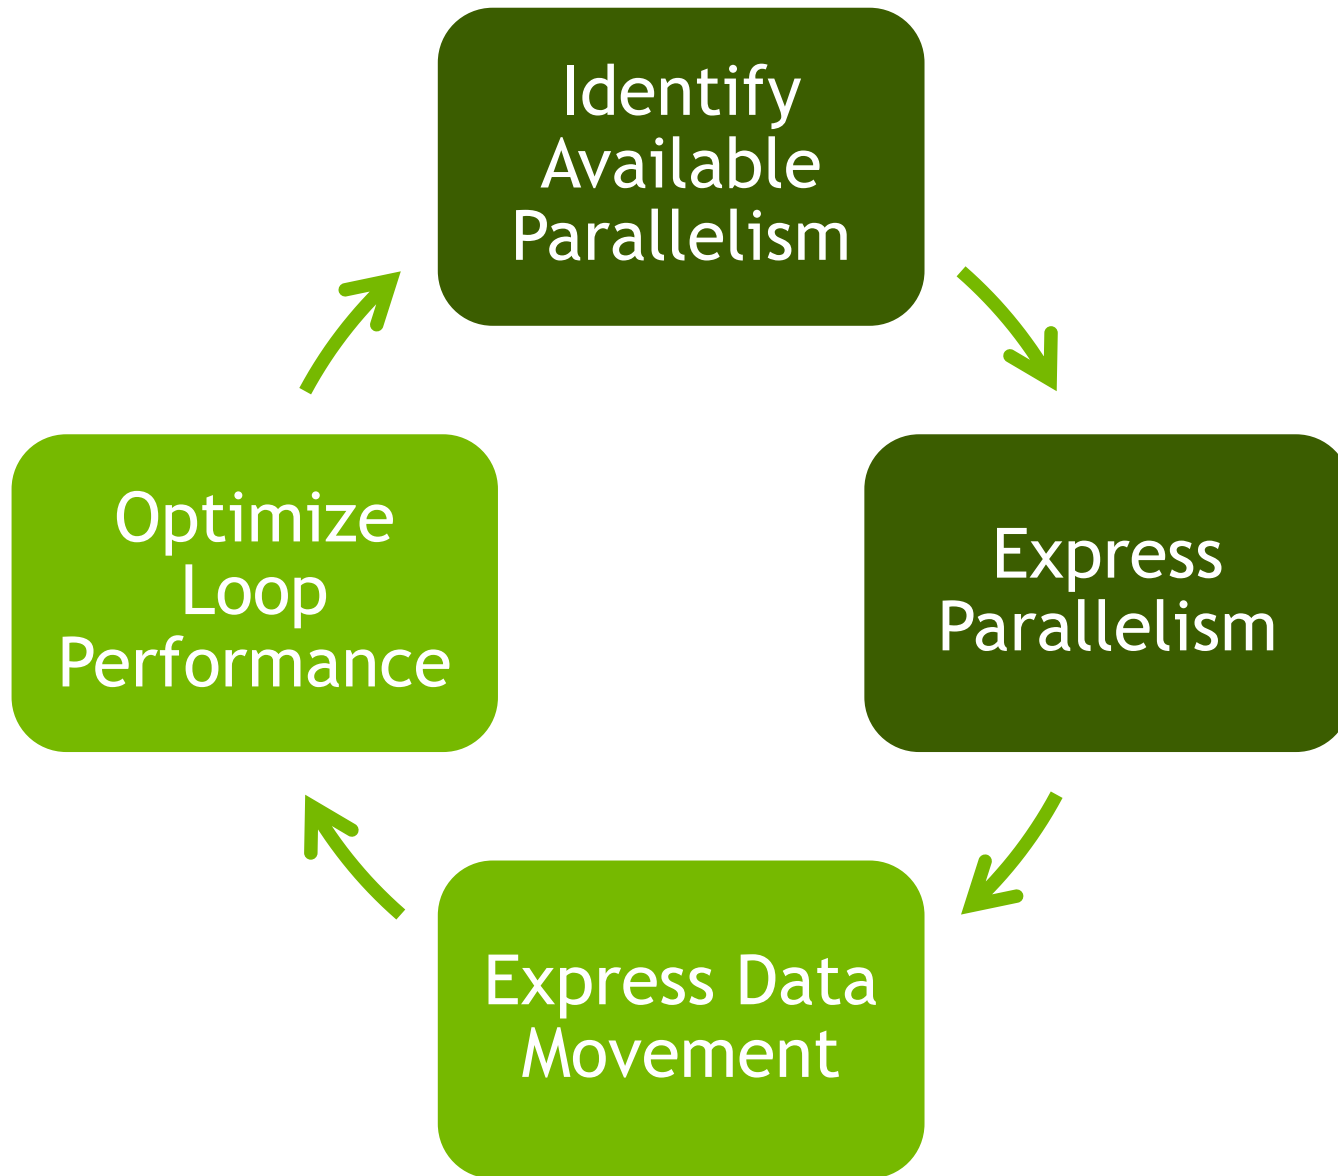 Identify
Available
Parallelism
Express
Parallelism
Express Data
Movement
Optimize
Loop
Performance